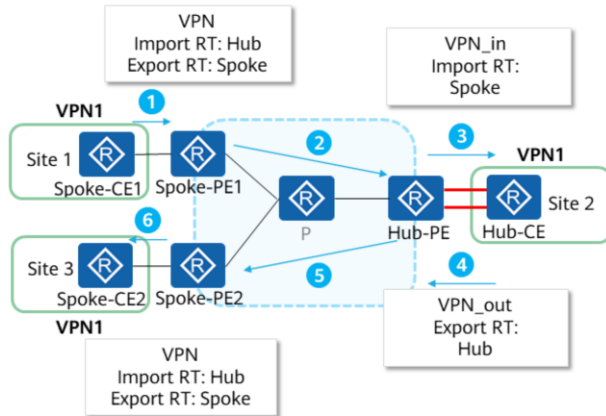 VPN
Import RT: Hub
Export RT: Spoke
VPN_in
Import RT:
Spoke
1
2
3
VPN1
VPN1
Site 1
R
R
Spoke-CE1
Spoke-PE1
R
P
R
R
Site 2
Hub-PE
Hub-CE
6
5
4
Site 3
R
R
Spoke-CE2
Spoke-PE2
VPN1
VPN_out
Export RT:
Hub
VPN
Import RT: Hub
Export RT: Spoke